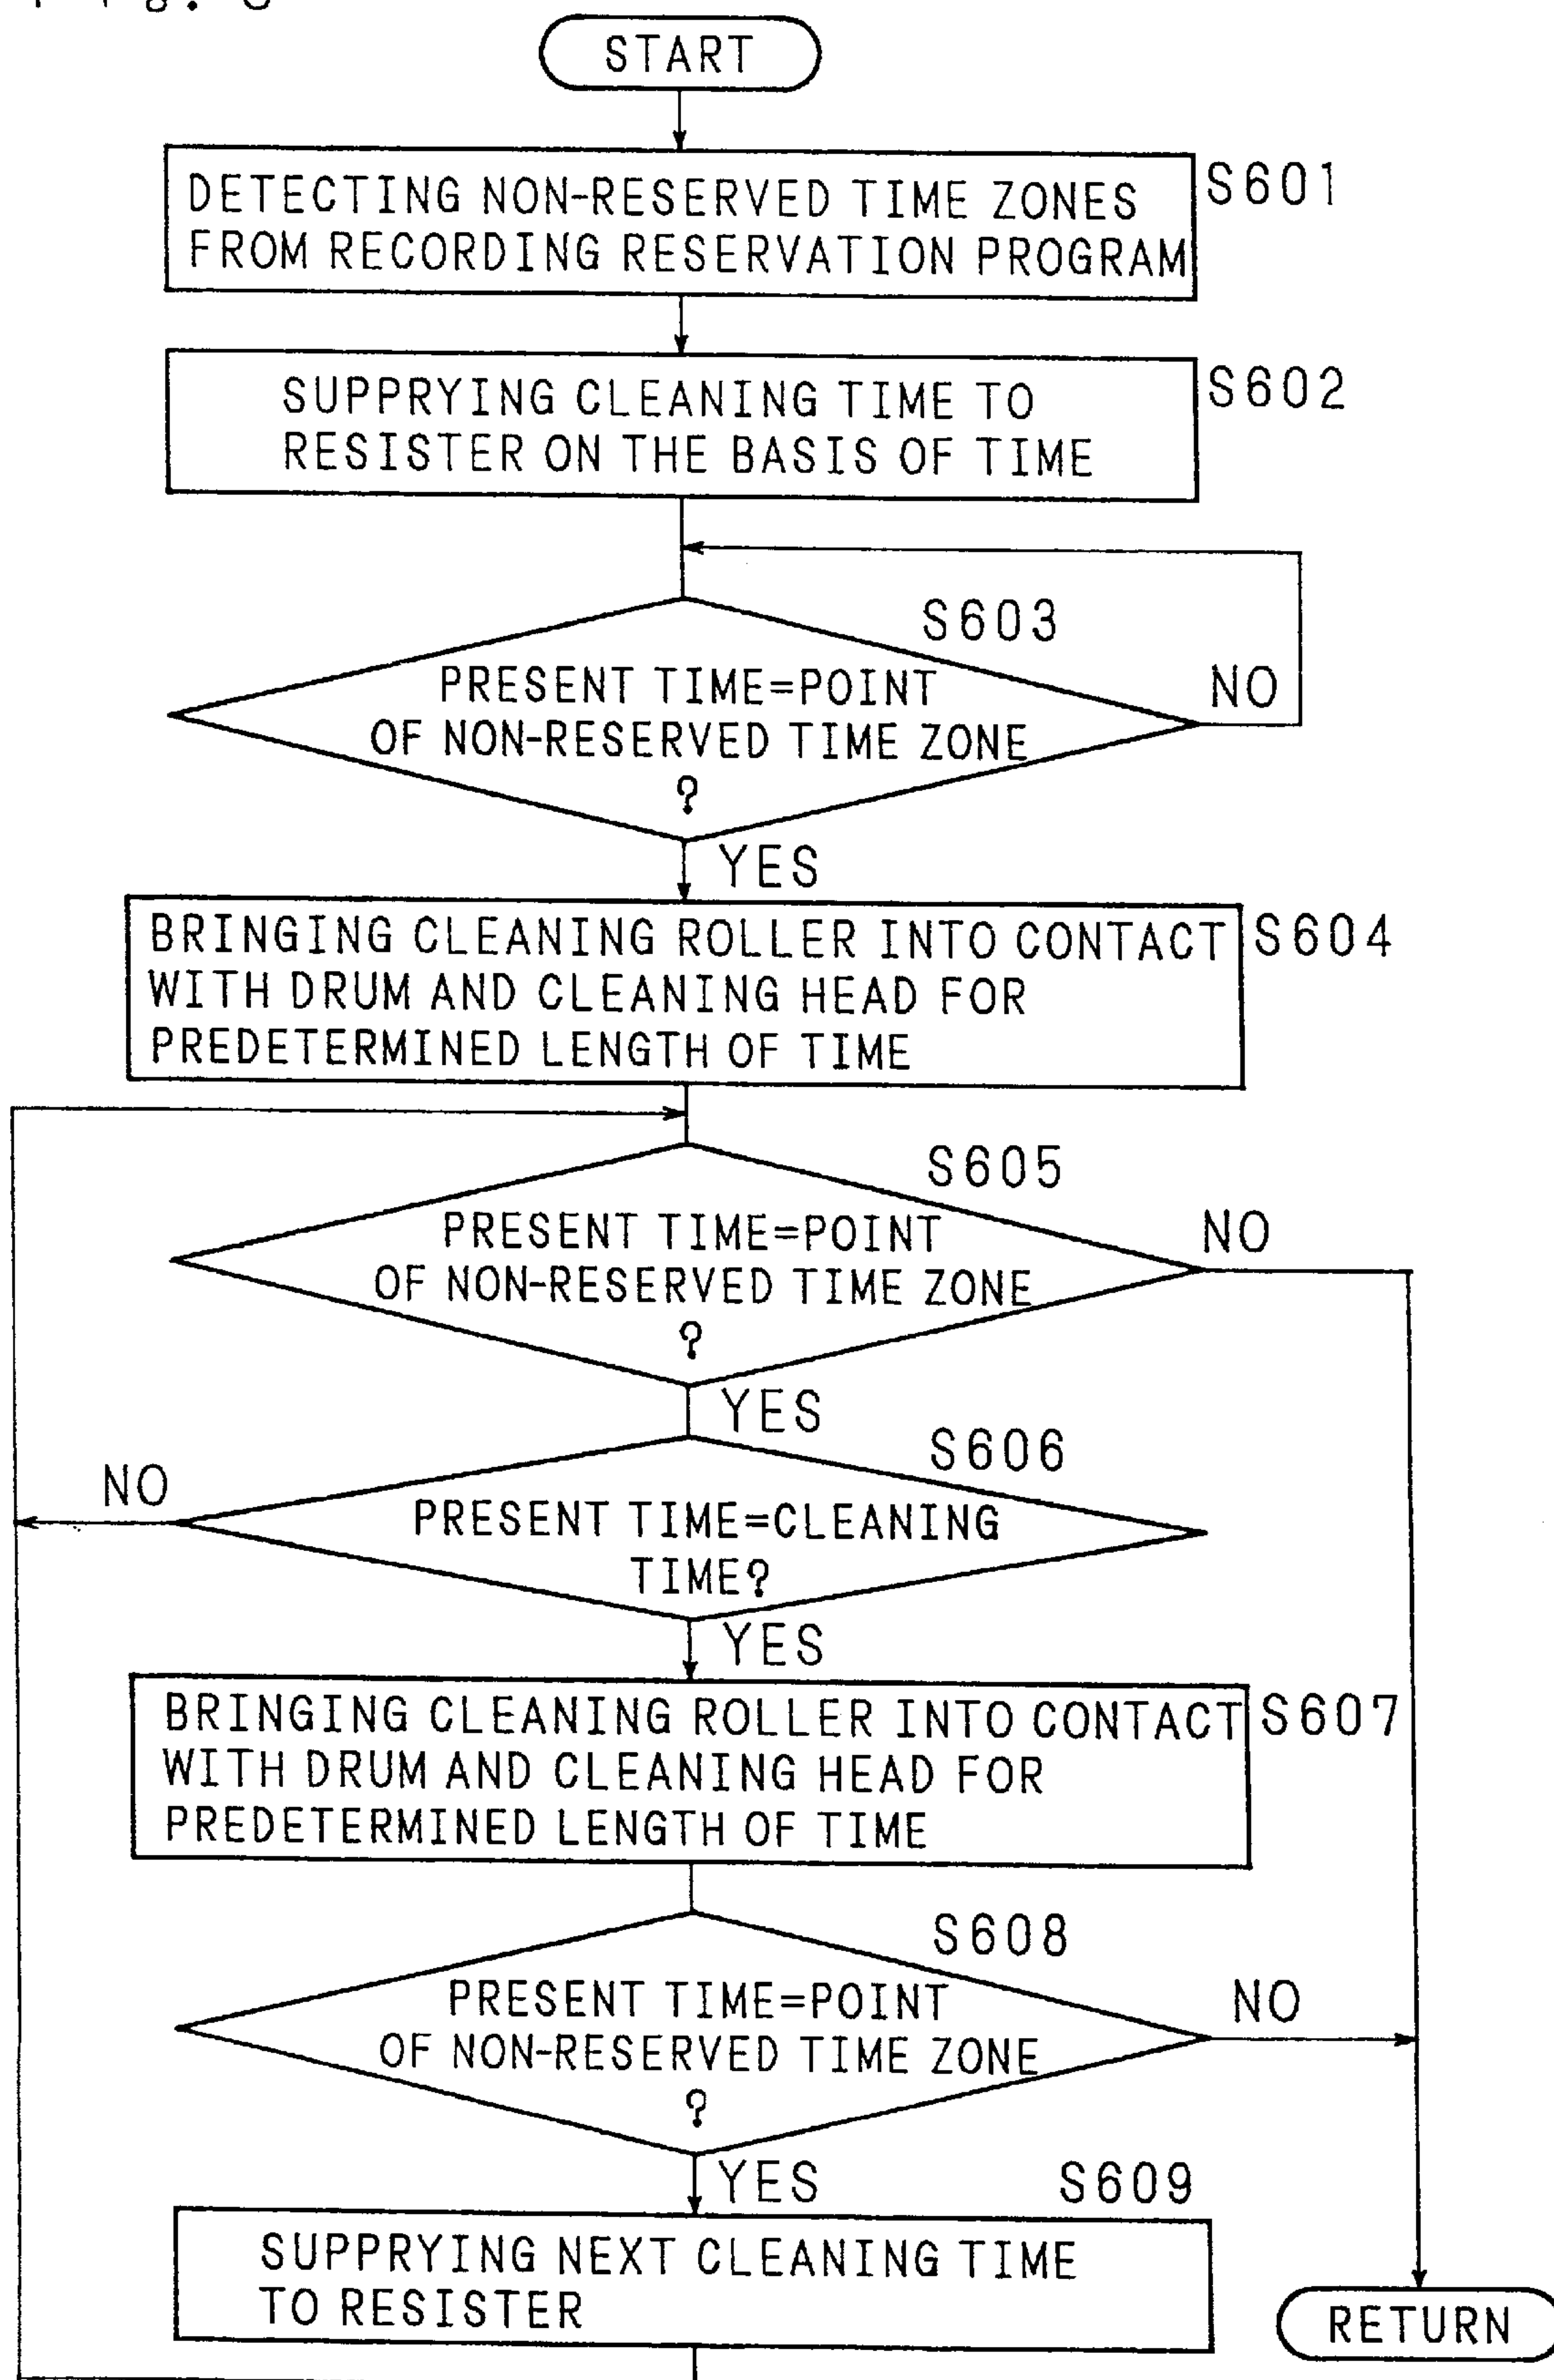 START
DETECTING NON-RESERVED TIME ZONES
FROM RECORDING RESERVATION PROGRAM
S601
SUPPRYING CLEANING TIME TO
RESISTER ON THE BASIS OF TIME
S602
S603
PRESENT TIME=POINT
OF NON-RESERVED TIME ZONE
?
NO
YES
BRINGING CLEANING ROLLER INTO CONTACT
WITH DRUM AND CLEANING HEAD FOR
PREDETERMINED LENGTH OF TIME
S604
S605
PRESENT TIME=POINT
OF NON-RESERVED TIME ZONE
?
NO
YES
S606
NO
PRESENT TIME=CLEANING
TIME?
YES
BRINGING CLEANING ROLLER INTO CONTACT
WITH DRUM AND CLEANING HEAD FOR
PREDETERMINED LENGTH OF TIME
S607
S608
PRESENT TIME=POINT
OF NON-RESERVED TIME ZONE
?
NO
YES
S609
SUPPRYING NEXT CLEANING TIME
TO RESISTER
RETURN